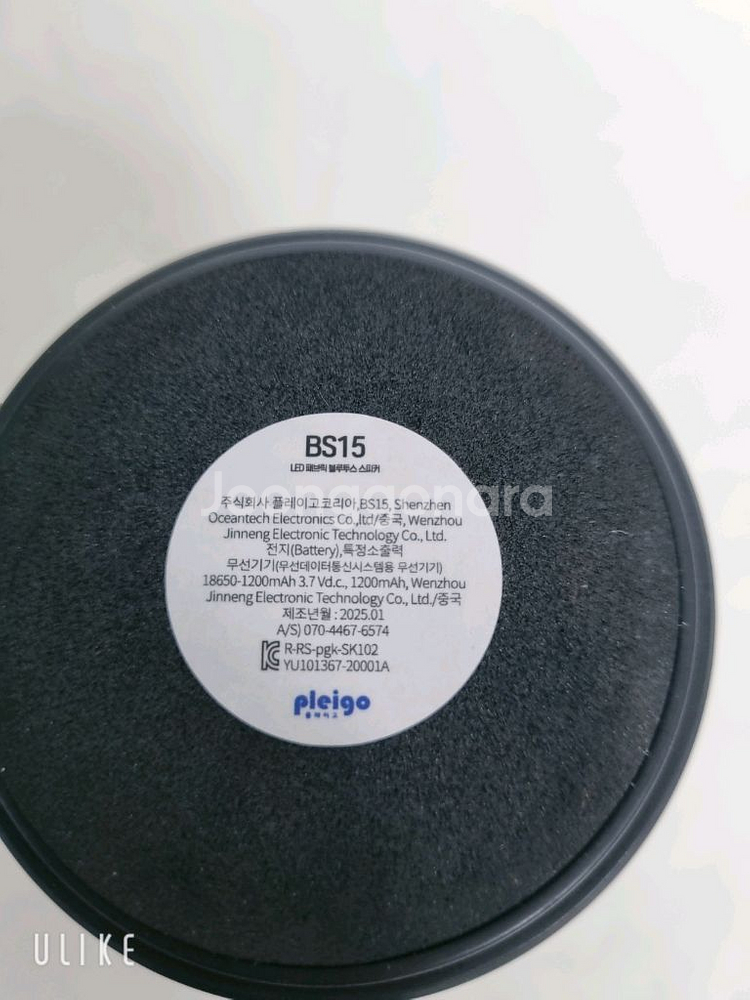 BS15
LED 패브릭 블루투스 스피커
Joonggonara
주식회사 플레이고코리아,BS15, Shenzhen
Oceantech Electronics Co.,ltd/중국, Wenzhou
Jinneng Electronic Technology Co., Ltd.
전지(Battery),특정소출력
무선기기(무선데이터통신시스템용 무선기기)
18650-1200mAh 3.7 Vd.c., 1200mAh, Wenzhou
Jinneng Electronic Technology Co., Ltd./중국
제조년월 : 2025.01
A/S) 070-4467-6574
R-RS-pgk-SK102
YU101367-20001A
pleigo
플레이고
ULIKE